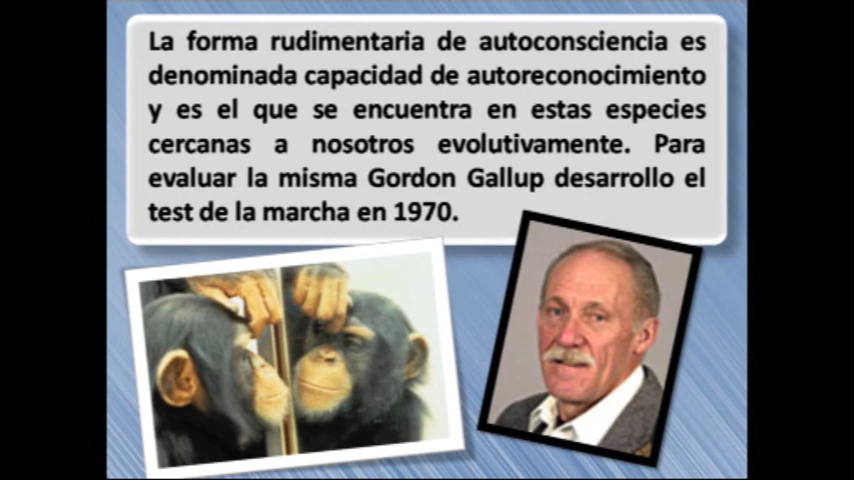 La forma rudimentaria de autoconsciencia es
denominada capacidad de autoreconocimiento
y es el que se encuentra en estas especies
cercanas a nosotros evolutivamente. Para
evaluar la misma Gordon Gallup desarrollo el
test de la marcha en 1970.